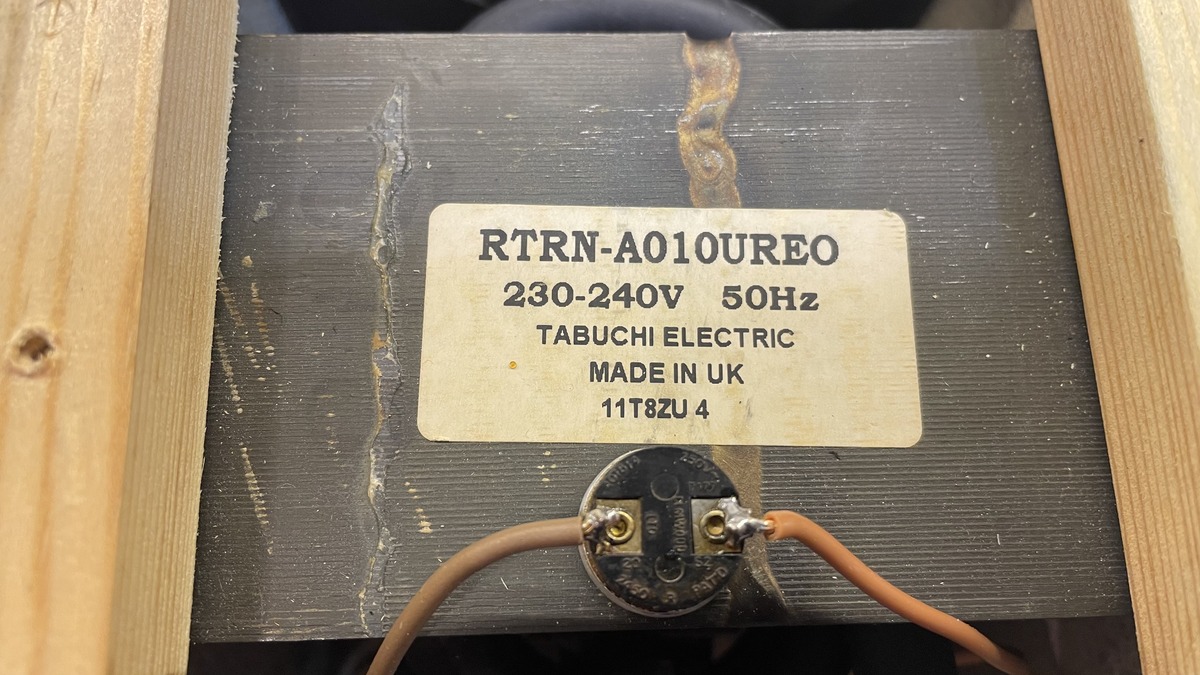 RTRN-A010UREO
230-240V 50Hz
TABUCHI ELECTRIC
MADE IN UK
11T8ZU 4